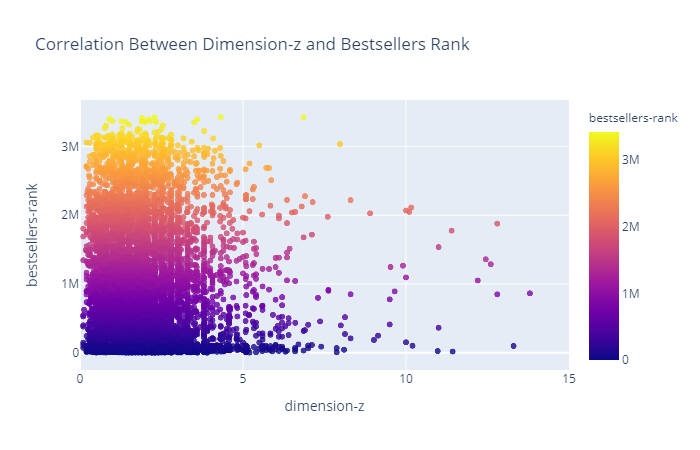 Correlation Between Dimension-z and Bestsellers Rank
bestsellers-rank
3M
2M
1M
0
0
5
10
15
dimension-z
bestsellers-rank
3M
2M
1M
0